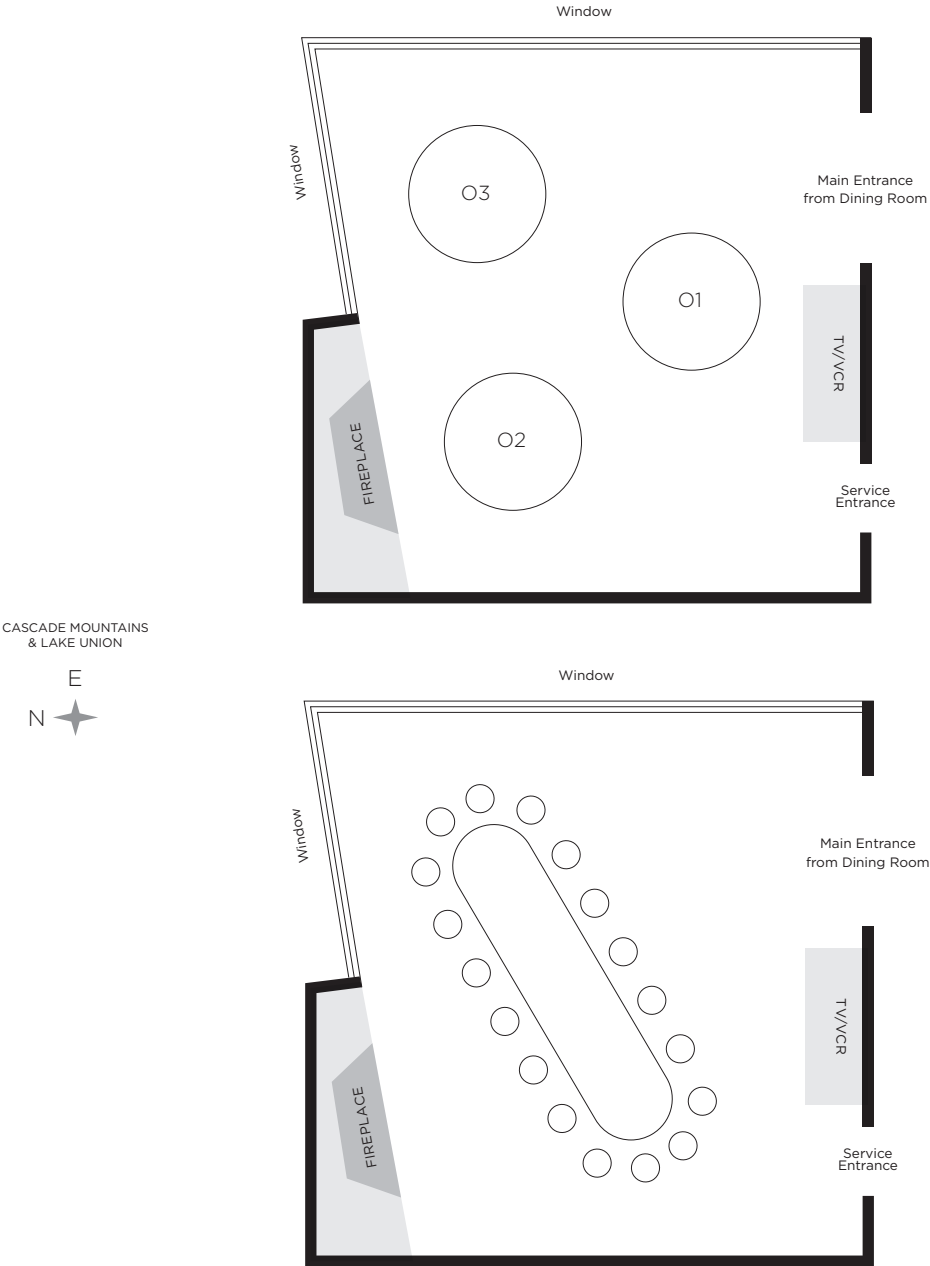 Window
Window
O3
Main Entrance
from Dining Room
O1
TV/VCR
FIREPLACE
O2
Service
Entrance
CASCADE MOUNTAINS
& LAKE UNION
E
N
Window
Window
Main Entrance
from Dining Room
TV/VCR
FIREPLACE
Service
Entrance